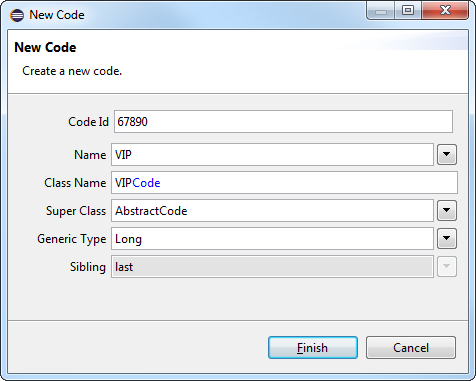 New Code
New Code
Create a new code.
Code Id 67890
Name VIP
Class Name VIPCode
Super Class AbstractCode
Generic Type Long
Sibling last
Finish Cancel